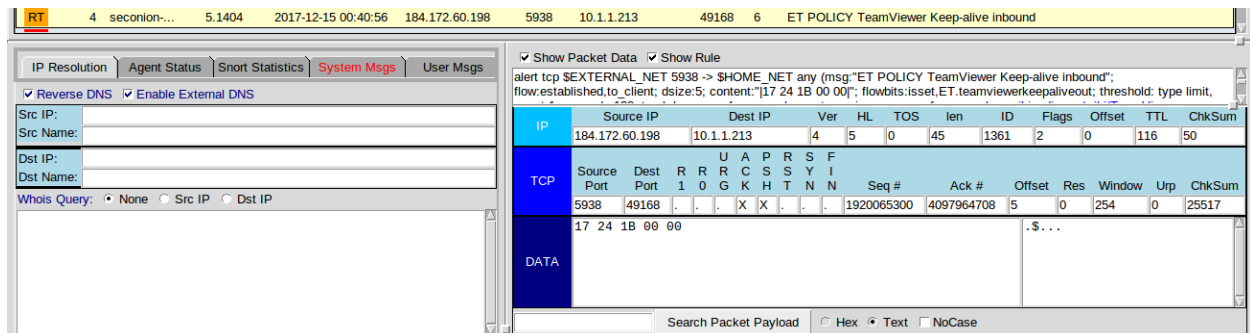 RT 4 seconion-... 5.1404 2017-12-15 00:40:56 184.172.60.198 5938 10.1.1.213 49168 6 ET POLICY TeamViewer Keep-alive inbound
IP Resolution Agent Status Snort Statistics System Msgs User Msgs
Reverse DNS Enable External DNS
Src IP:
Src Name:
Dst IP:
Dst Name:
Whois Query: None Src IP Dst IP
Show Packet Data Show Rule
alert tcp $EXTERNAL_NET 5938 -> $HOME_NET any (msg:"ET POLICY TeamViewer Keep-alive inbound";
flow:established,to_client; dsize:5; content:"|17 24 1B 00 00|"; flowbits:isset,ET.teamviewerkeepaliveout; threshold: type limit,
IP Source IP Dest IP Ver HL TOS len ID Flags Offset TTL ChkSum
184.172.60.198 10.1.1.213 4 5 0 45 1361 2 0 116 50
U A P R S F
TCP Source Dest R R R C S S Y I
Port Port 1 0 G K H T N N Seq # Ack # Offset Res Window Urp ChkSum
5938 49168 . . . X X . . . 1920065300 4097964708 5 0 254 0 25517
DATA
17 24 1B 00 00 .$...
Search Packet Payload Hex Text NoCase